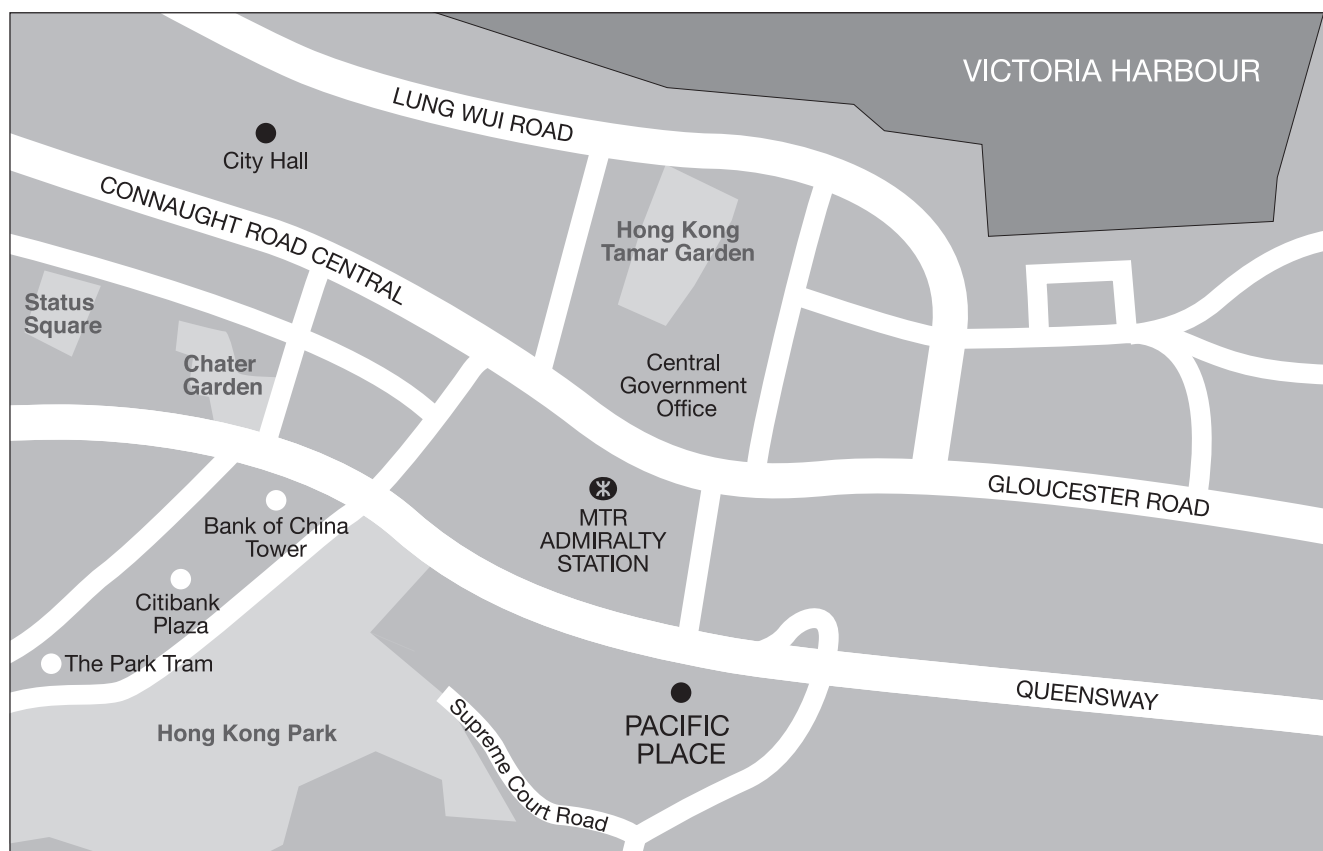 VICTORIA HARBOUR
LUNG WUI ROAD
City Hall
CONNAUGHT ROAD CENTRAL
Hong Kong
Tamar Garden
Status
Square
Chater
Garden
Central
Government
Office
GLOUCESTER ROAD
Bank of China
Tower
MTR
ADMIRALTY
STATION
Citibank
Plaza
The Park Tram
QUEENSWAY
Hong Kong Park
Supreme Court Road
PACIFIC
PLACE